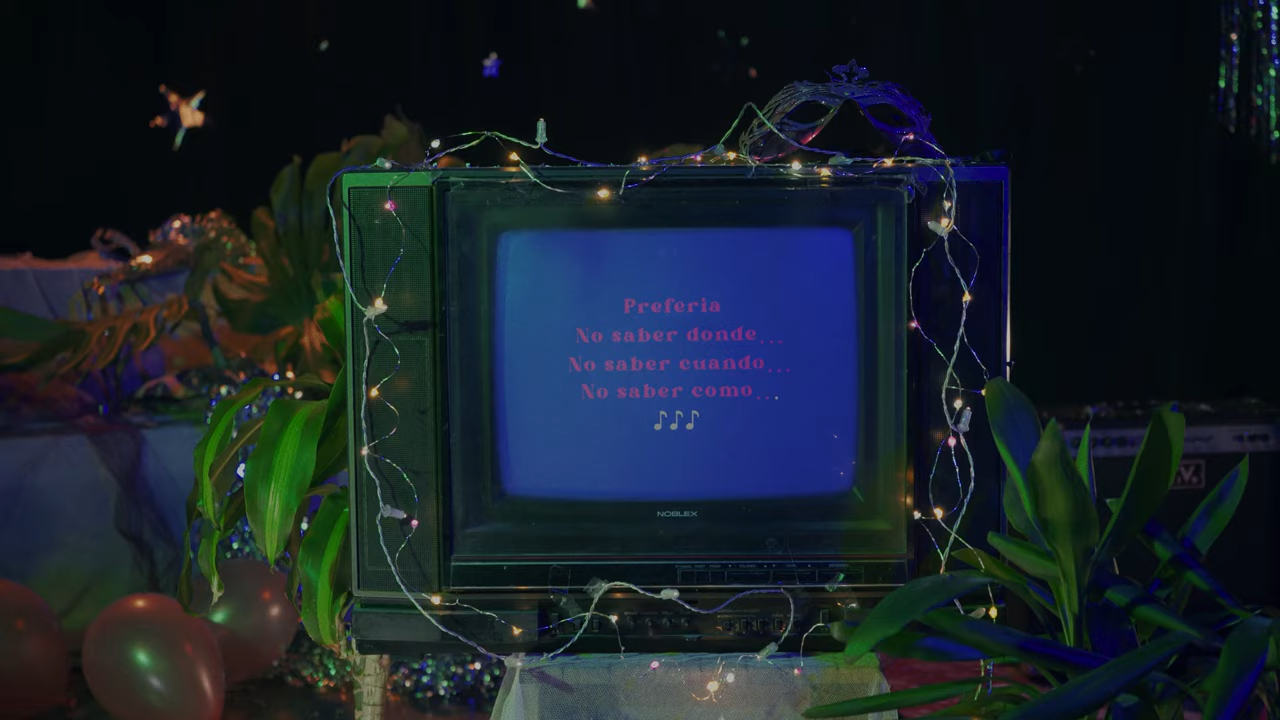 Preferia
No saber donde...
No saber cuando...
No saber como...
♪♪♪
NOBLEX